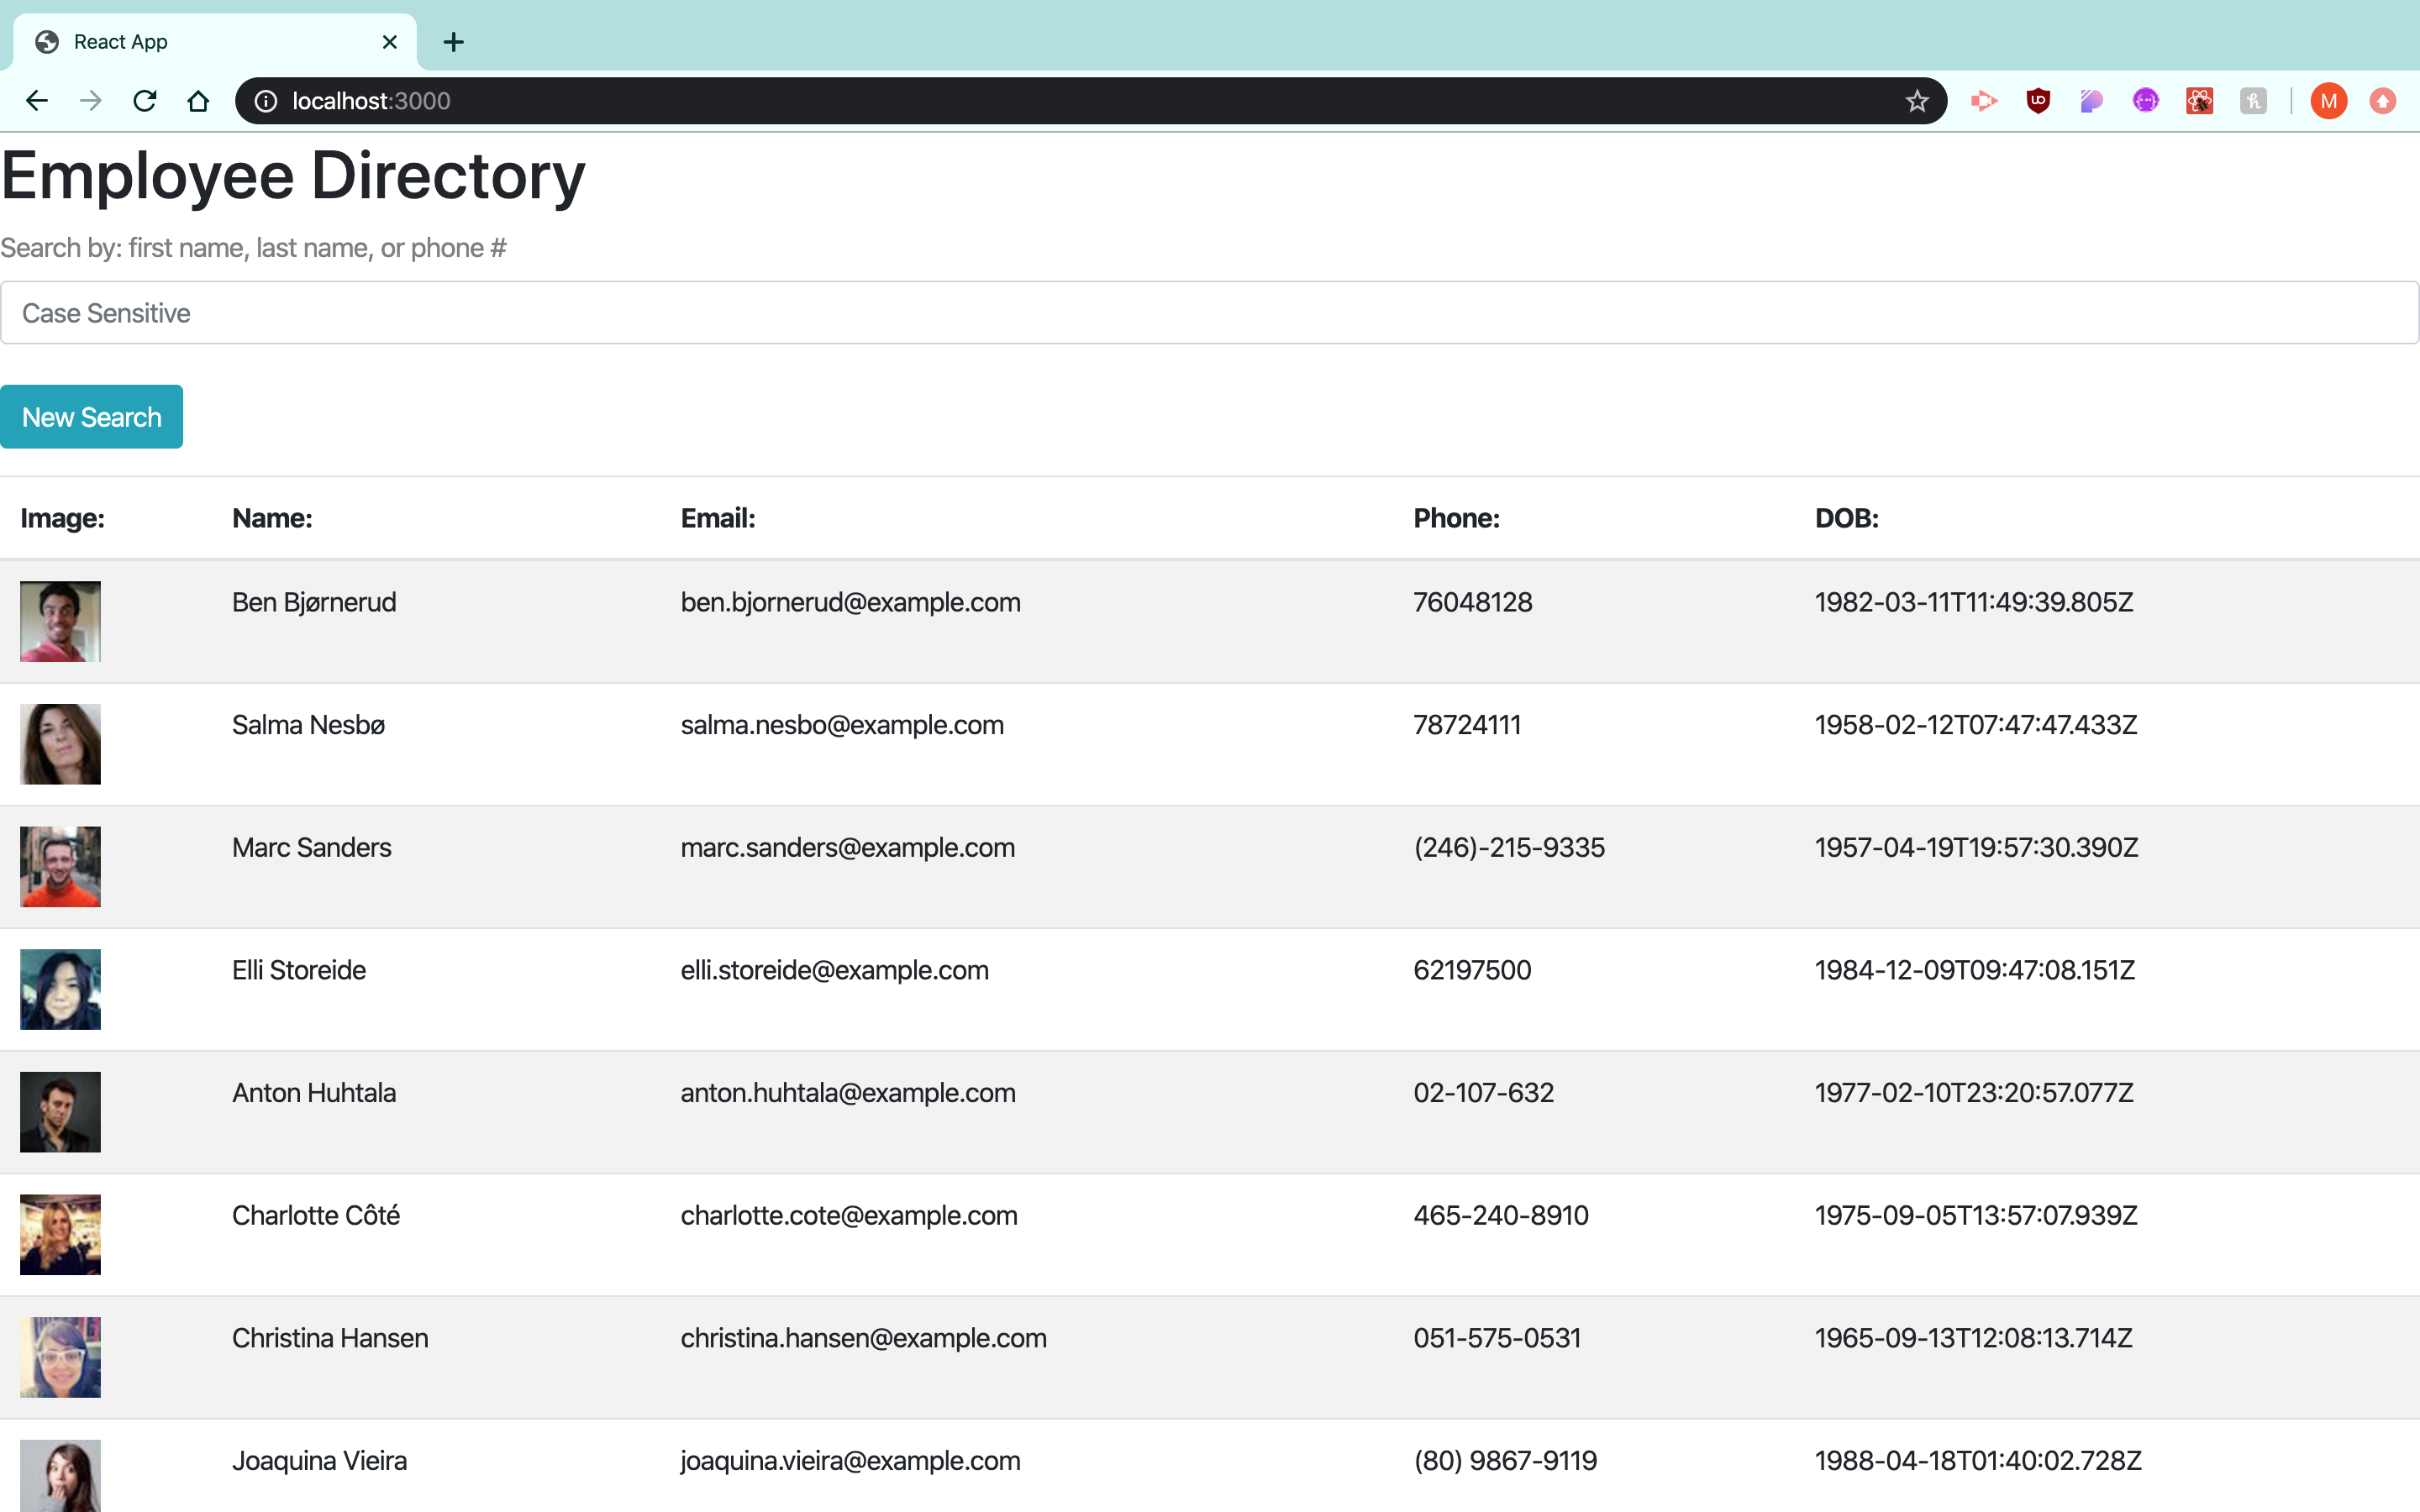 React App
localhost:3000
M
Employee Directory
Search by: first name, last name, or phone #
Case Sensitive
New Search
Image: Name: Email: Phone: DOB:
Ben Bjørnerud ben.bjornerud@example.com 76048128 1982-03-11T11:49:39.805Z
Salma Nesbø salma.nesbo@example.com 78724111 1958-02-12T07:47:47.433Z
Marc Sanders marc.sanders@example.com (246)-215-9335 1957-04-19T19:57:30.390Z
Elli Storeide elli.storeide@example.com 62197500 1984-12-09T09:47:08.151Z
Anton Huhtala anton.huhtala@example.com 02-107-632 1977-02-10T23:20:57.077Z
Charlotte Côté charlotte.cote@example.com 465-240-8910 1975-09-05T13:57:07.939Z
Christina Hansen christina.hansen@example.com 051-575-0531 1965-09-13T12:08:13.714Z
Joaquina Vieira joaquina.vieira@example.com (80) 9867-9119 1988-04-18T01:40:02.728Z